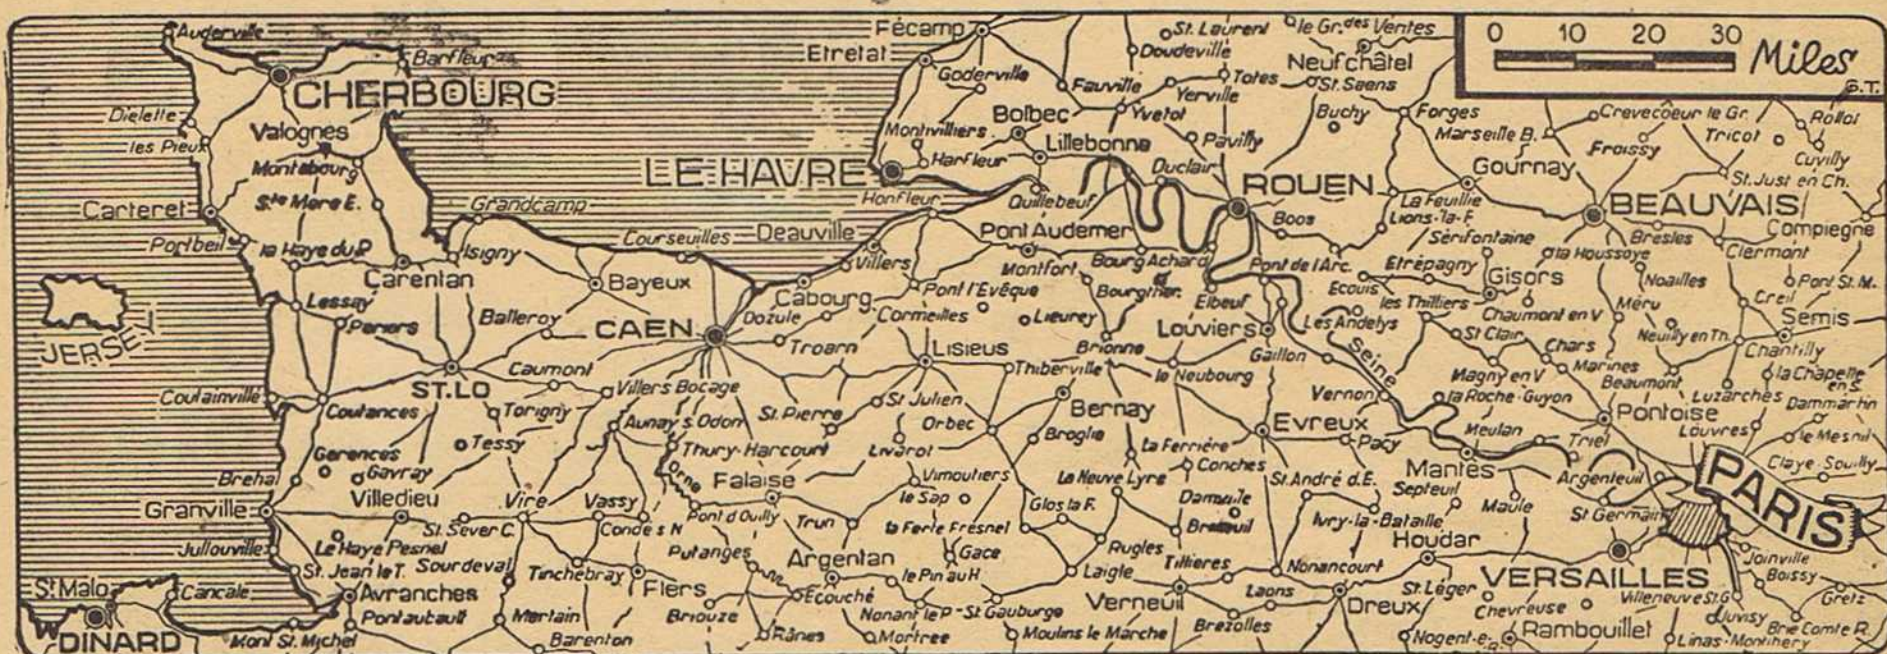 Auderville
Barfleur
CHERBOURG
Dielette
les Pieux
Valognes
Montebourg
Ste Mere E.
Carteret
Portbeil
la Haye du P.
Carentan
Isigny
Grandcamp
Lessay
Periers
JERSEY
Coutainville
Coutances
ST. LO
Balleroy
Bayeux
Courseuilles
CAEN
Caumont
Torigny
Tessy
Villers Bocage
Aunay s. Odon
Gerences
Gavray
Brehal
Granville
Villedieu
Vire
Vassy
St. Sever C.
Condé s N
Jullouville
La Haye Pesnel
St. Jean le T.
Sourdeval
Tinchebray
Flers
Avranches
Pontaubault
Mortain
Barenton
St. Malo
Cancale
DINARD
Mont St. Michel
Fécamp
Etretat
Goderville
St. Laurent
Doudeville
le Gr. des Ventes
Neufchâtel
St. Saens
Totes
Fauville
Yerville
Yvetot
Bolbec
Lillebonne
Montivilliers
Harfleur
LE HAVRE
Honfleur
Quillebeuf
Duclair
Pavilly
Buchy
Forges
ROUEN
Boos
La Feuillie
Lions-la-F.
Deauville
Villers
Cabourg
Dozule
Troarn
Pont Audemer
Montfort
Bourg Achard
Bourgther.
Pont l'Evêque
Cormeilles
Lieurey
Elbeuf
Pont de l'Arc.
Louviers
Brionne
le Neubourg
Lisieus
Thiberville
Bernay
Broglie
Orbec
St Julien
St. Pierre
Livarot
Vimoutiers
Thury-Harcourt
Orne
Falaise
Pont d Ouilly
Trun
le Sap
la Ferte Fresnel
Glos la F.
La Neuve Lyre
La Ferrière
Conches
Evreux
Pacy
Gaillon
Les Andelys
Ecouis
Etrépagny
les Thilliers
Sérifontaine
Gisors
Chaumont en V
St Clair
Magny en V
Seine
Vernon
la Roche-Guyon
Putanges
Argentan
Gace
Rugles
Laigle
Ecouché
le Pin au H
Nonant le P
St Gauburge
Briouze
Rânes
Mortree
Moulins le Marche
Damville
Breteuil
Tillieres
Verneuil
St. André d.E.
Ivry-la-Bataille
Nonancourt
Laons
Brezolles
Dreux
Houdar
St. Léger
Nogent-e-R.
0 10 20 30
Miles
G.T.
Marseille B.
Crevecoeur le Gr.
Tricot
Rollot
Cuvilly
Froissy
Gournay
St. Just en Ch.
BEAUVAIS
Bresles
Clermont
Compiegne
la Houssoye
Noailles
Pont St. M.
Méru
Creil
Senis
Neuilly en Th.
Chantilly
Chars
Marines
Beaumont
la Chapelle
en S.
Luzarches
Dammartin
Pontoise
Louvres
le Mesnil
Claye-Souilly
Meulan
Triel
Mantes
Septeuil
Maule
Argenteuil
St Germain
PARIS
VERSAILLES
Joinville
Boissy
Villeneuve St. G
Gretz
Juvisy
Brie Comte R.
Chevreuse
Rambouillet
Linas-Montlhery